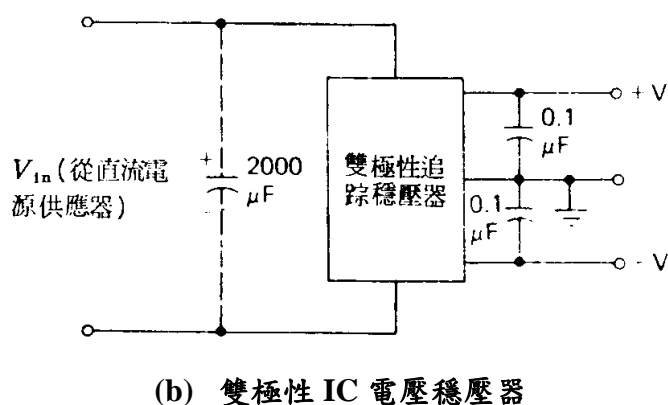 + V
0.1
μF
V_in (從直流電
源供應器)
+
2000
μF
雙極性追
踪穩壓器
0.1
μF
- V
(b) 雙極性 IC 電壓穩壓器